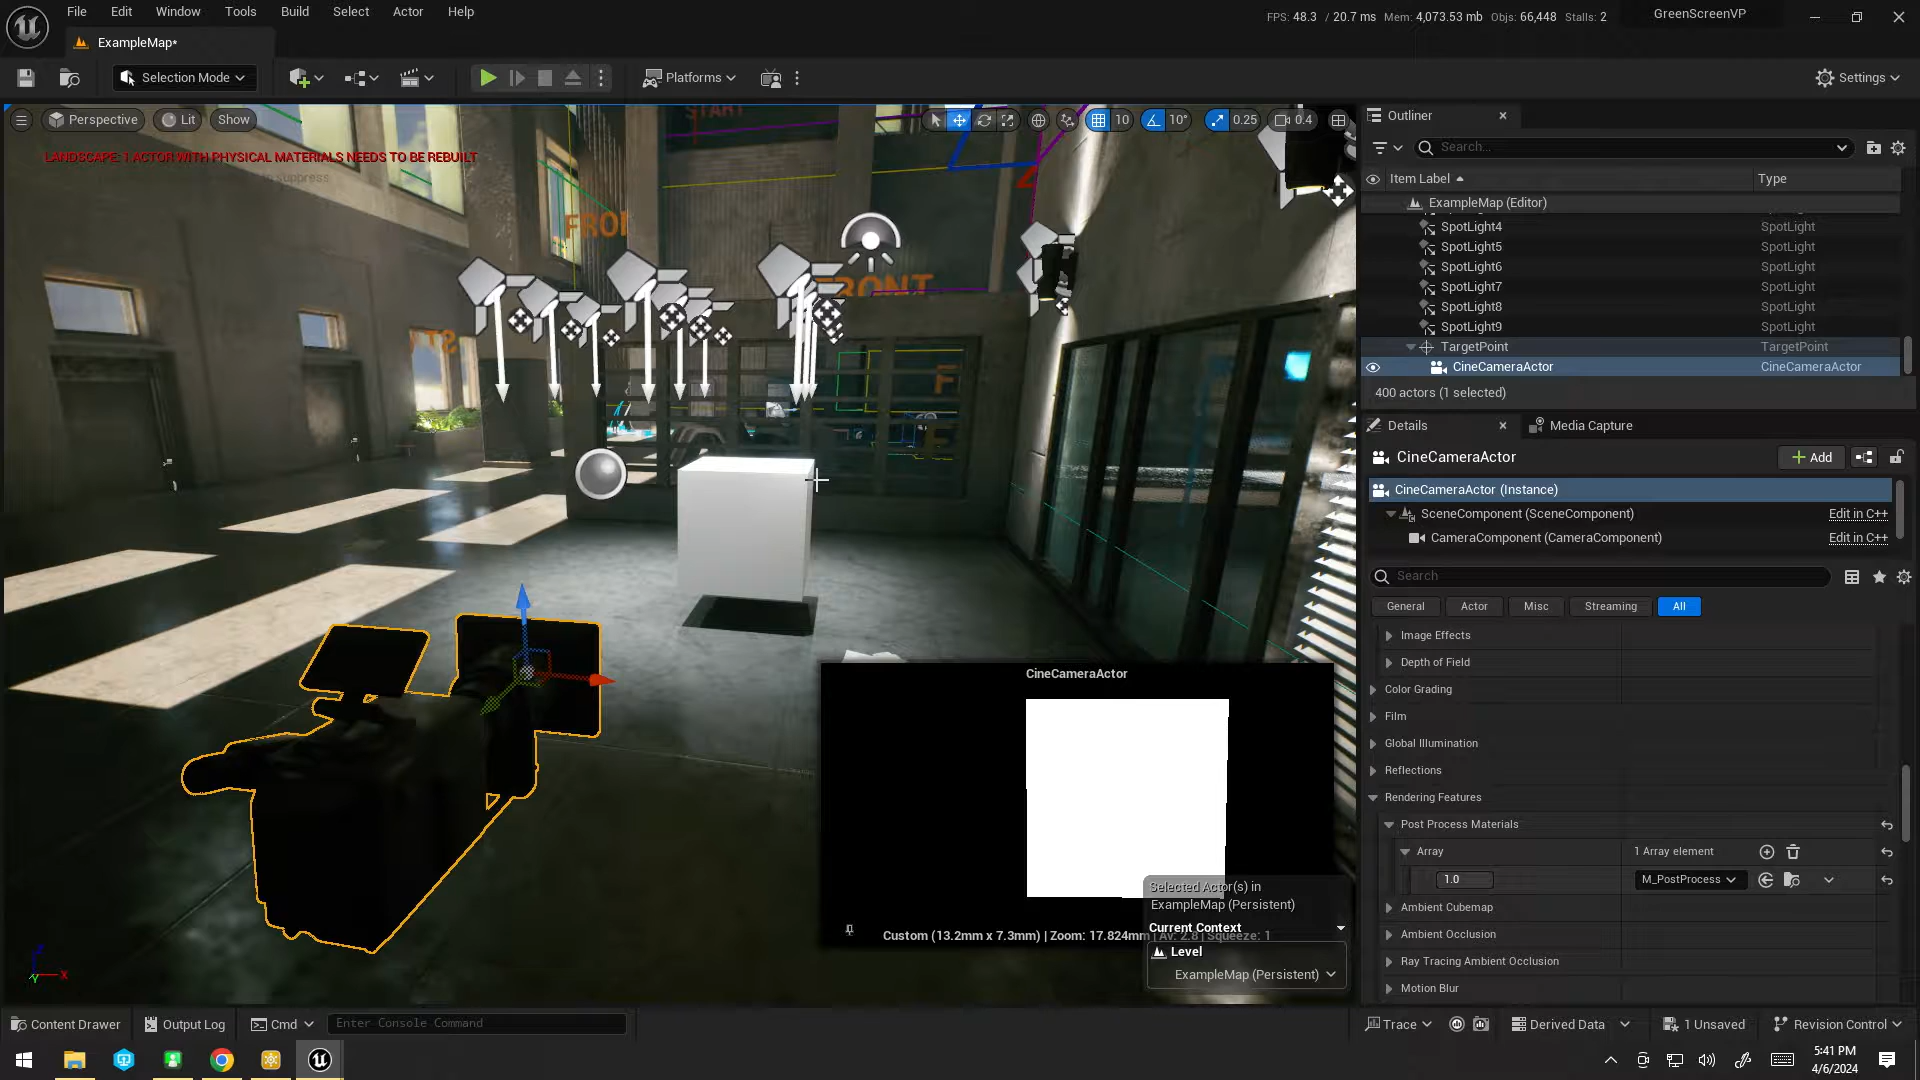 File Edit Window Tools Build Select Actor Help
FPS: 48.3 / 20.7 ms Mem: 4,073.53 mb Objs: 66,448 Stalls: 2
GreenScreenVP
ExampleMap*
Selection Mode
Platforms
Settings
Perspective Lit Show
10 10° 0.25 0.4
LANDSCAPE: 1 ACTOR WITH PHYSICAL MATERIALS NEEDS TO BE REBUILT
suppress
START
FRONT
Outliner
Search...
Item Label Type
ExampleMap (Editor)
SpotLight4 SpotLight
SpotLight5 SpotLight
SpotLight6 SpotLight
SpotLight7 SpotLight
SpotLight8 SpotLight
SpotLight9 SpotLight
TargetPoint TargetPoint
CineCameraActor CineCameraActor
400 actors (1 selected)
Details Media Capture
CineCameraActor
Add
CineCameraActor (Instance)
SceneComponent (SceneComponent) Edit in C++
CameraComponent (CameraComponent) Edit in C++
Search
General Actor Misc Streaming All
Image Effects
Depth of Field
Color Grading
Film
Global Illumination
Reflections
Rendering Features
Post Process Materials
Array 1 Array element
1.0 M_PostProcess
Ambient Cubemap
Ambient Occlusion
Ray Tracing Ambient Occlusion
Motion Blur
CineCameraActor
Selected Actor(s) in
ExampleMap (Persistent)
Current Context
Custom (13.2mm x 7.3mm) | Zoom: 17.824mm | Av: 2.8 | Squeeze: 1
Level
ExampleMap (Persistent)
Z
X
Y
Content Drawer Output Log Cmd Enter Console Command
Trace Derived Data 1 Unsaved Revision Control
5:41 PM
4/6/2024